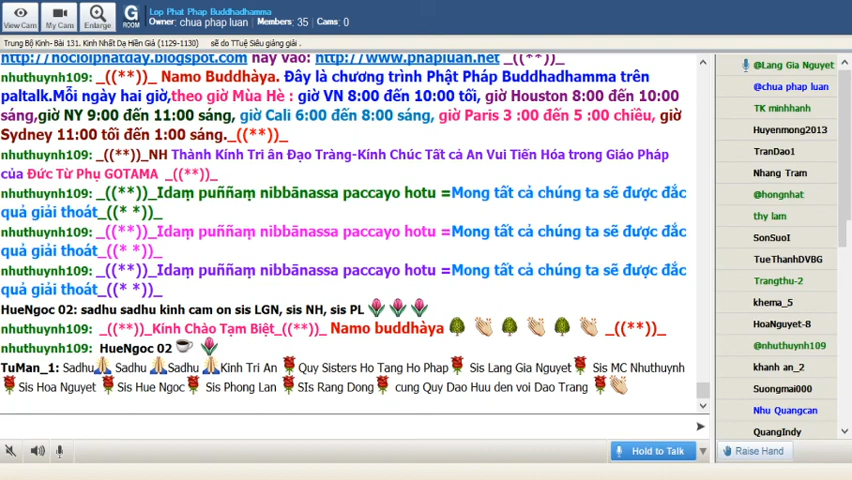 View Cam
My Cam
Enlarge
G
ROOM
Lop Phat Phap Buddhadhamma
Owner: chua phap luan Members: 35 Cams: 0
Trung Bộ Kinh- Bài 131. Kinh Nhất Dạ Hiền Giả (1129-1130) sẽ do TTuệ Siêu giảng giải .
http://hocloiphatday.blogspot.com hay vào: http://www.phapluan.net _((**))_
nhuthuynh109: _((**))_ Namo Buddhàya. Đây là chương trình Phật Pháp Buddhadhamma trên
paltalk.Mỗi ngày hai giờ,theo giờ Mùa Hè : giờ VN 8:00 đến 10:00 tối, giờ Houston 8:00 đến 10:00
sáng,giờ NY 9:00 đến 11:00 sáng, giờ Cali 6:00 đến 8:00 sáng, giờ Paris 3 :00 đến 5 :00 chiều, giờ
Sydney 11:00 tối đến 1:00 sáng._((**))_
nhuthuynh109: _((**))_NH Thành Kính Tri ân Đạo Tràng-Kính Chúc Tất cả An Vui Tiến Hóa trong Giáo Pháp
của Đức Từ Phụ GOTAMA _((**))_
nhuthuynh109: _((**))_Idaṃ puññaṃ nibbānassa paccayo hotu =Mong tất cả chúng ta sẽ được đắc
quả giải thoát_((* *))_
nhuthuynh109: _((**))_Idaṃ puññaṃ nibbānassa paccayo hotu =Mong tất cả chúng ta sẽ được đắc
quả giải thoát_((* *))_
nhuthuynh109: _((**))_Idaṃ puññaṃ nibbānassa paccayo hotu =Mong tất cả chúng ta sẽ được đắc
quả giải thoát_((* *))_
HueNgoc 02: sadhu sadhu kinh cam on sis LGN, sis NH, sis PL
nhuthuynh109: _((**))_Kính Chào Tạm Biệt_((**))_ Namo buddhàya _((**))_
nhuthuynh109: HueNgoc 02
TuMan_1: Sadhu Sadhu Sadhu Kinh Tri An Quy Sisters Ho Tang Ho Phap Sis Lang Gia Nguyet Sis MC Nhuthuynh
Sis Hoa Nguyet Sis Hue Ngoc Sis Phong Lan SIs Rang Dong cung Quy Dao Huu den voi Dao Trang
Hold to Talk
@Lang Gia Nguyet
@chua phap luan
TK minhhanh
Huyenmong2013
TranDao1
Nhang Tram
@hongnhat
thy lam
SonSuoI
TueThanhDVBG
Trangthu-2
khema_5
HoaNguyet-8
@nhuthuynh109
khanh an_2
Suongmai000
Nhu Quangcan
QuangIndy
Raise Hand